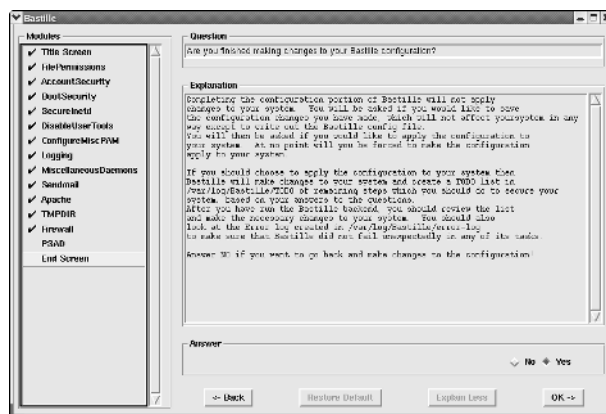 Bastille
Modules
Title Screen
FilePermissions
AccountSecurity
BootSecurity
SecureInetd
DisableUserTools
ConfigureMiscPAM
Logging
MiscellaneousDaemons
Sendmail
Apache
TMPDIR
Firewall
PSAD
End Screen
Question
Are you finished making changes to your Bastille configuration?
Explanation
Completing the configuration portion of Bastille will not apply
changes to your system. You will be asked if you would like to save
the configuration changes you have made, which will not affect yoursystem in any
way except to write out the Bastille config file.
You will then be asked if you would like to apply the configuration to
your system. At no point will you be forced to make the configuration
apply to your system.
If you should choose to apply the configuration to your system then
Bastille will make changes to your system and create a TODO list in
/var/log/Bastille/TODO of remaining steps which you should do to secure your
system, based on your answers to the questions.
After you have run the Bastille backend, you should review the list
and make the necessary changes to your system. You should also
look at the Error log created in /var/log/Bastille/error-log
to make sure that Bastille did not fail unexpectedly in any of its tasks.
Answer NO if you want to go back and make changes to the configuration!
Answer
No Yes
<- Back Restore Default Explain Less OK ->